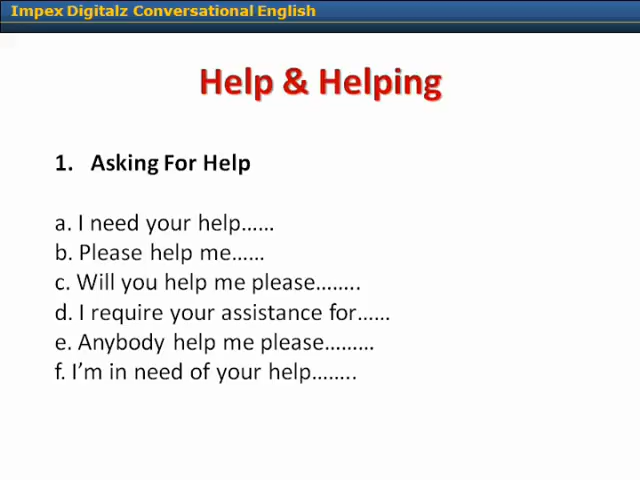 Impex Digitalz Conversational English
Help & Helping
1. Asking For Help
a. I need your help……
b. Please help me……
c. Will you help me please……..
d. I require your assistance for……
e. Anybody help me please………
f. I’m in need of your help……..